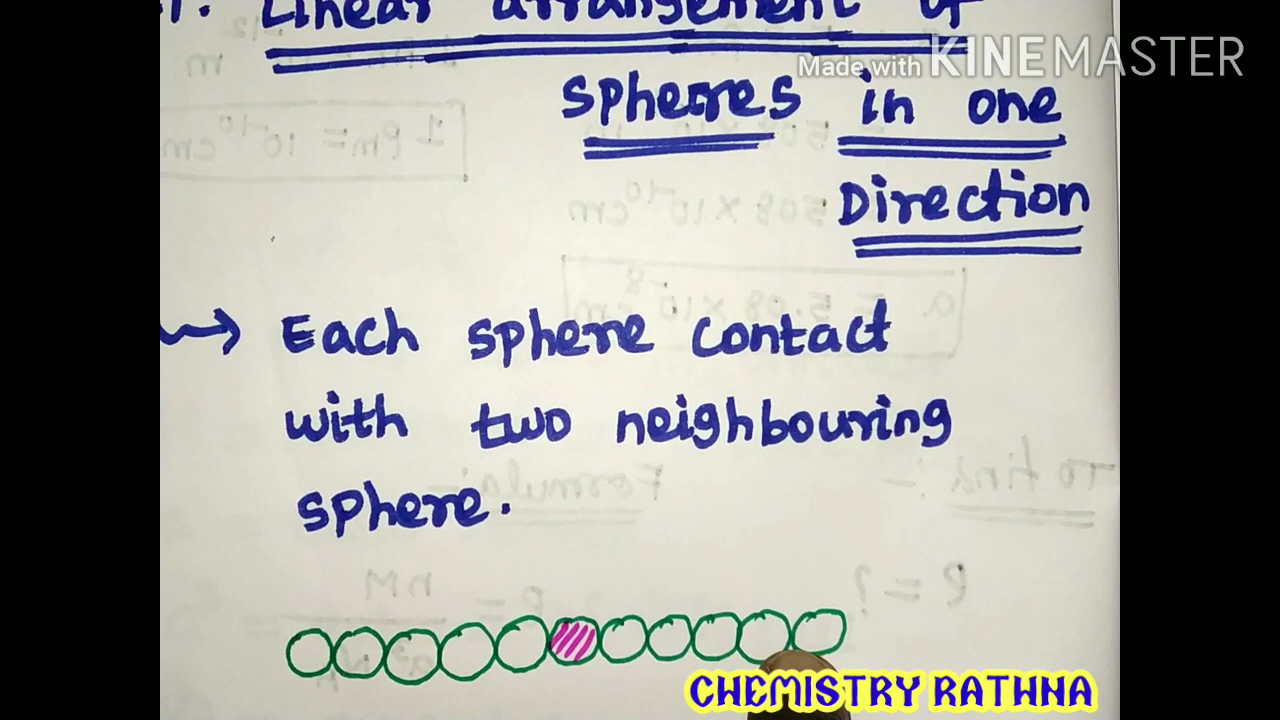 1. Linear arrangement of
Made with KINEMASTER
spheres in one
Direction
→ Each sphere contact
with two neighbouring
sphere.
CHEMISTRY RATHNA